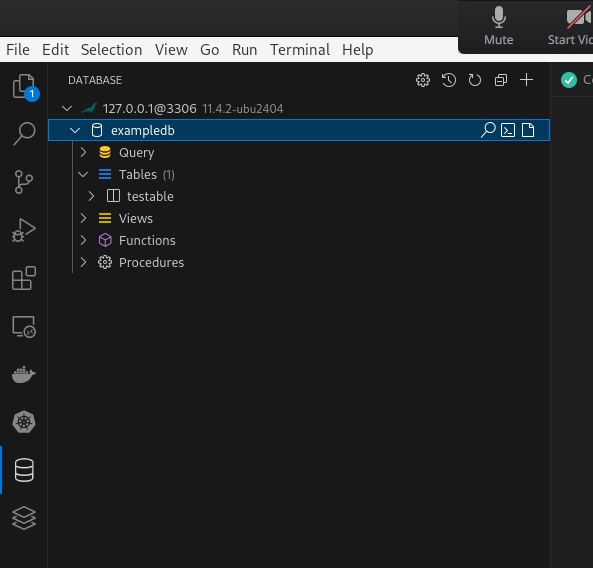 Mute
Start Vi
File Edit Selection View Go Run Terminal Help
DATABASE
1
127.0.0.1@3306 11.4.2-ubu2404
exampledb
Query
Tables (1)
testable
Views
Functions
Procedures